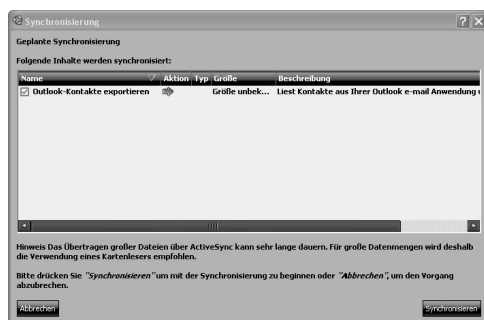 Synchronisierung
Geplante Synchronisierung
Folgende Inhalte werden synchronisiert:
Name Aktion Typ Größe Beschreibung
Outlook-Kontakte exportieren Größe unbek... Liest Kontakte aus Ihrer Outlook e-mail Anwendung
Hinweis Das Übertragen großer Dateien über ActiveSync kann sehr lange dauern. Für große Datenmengen wird deshalb
die Verwendung eines Kartenlesers empfohlen.
Bitte drücken Sie "Synchronisieren" um mit der Synchronisierung zu beginnen oder "Abbrechen", um den Vorgang
abzubrechen.
Abbrechen Synchronisieren